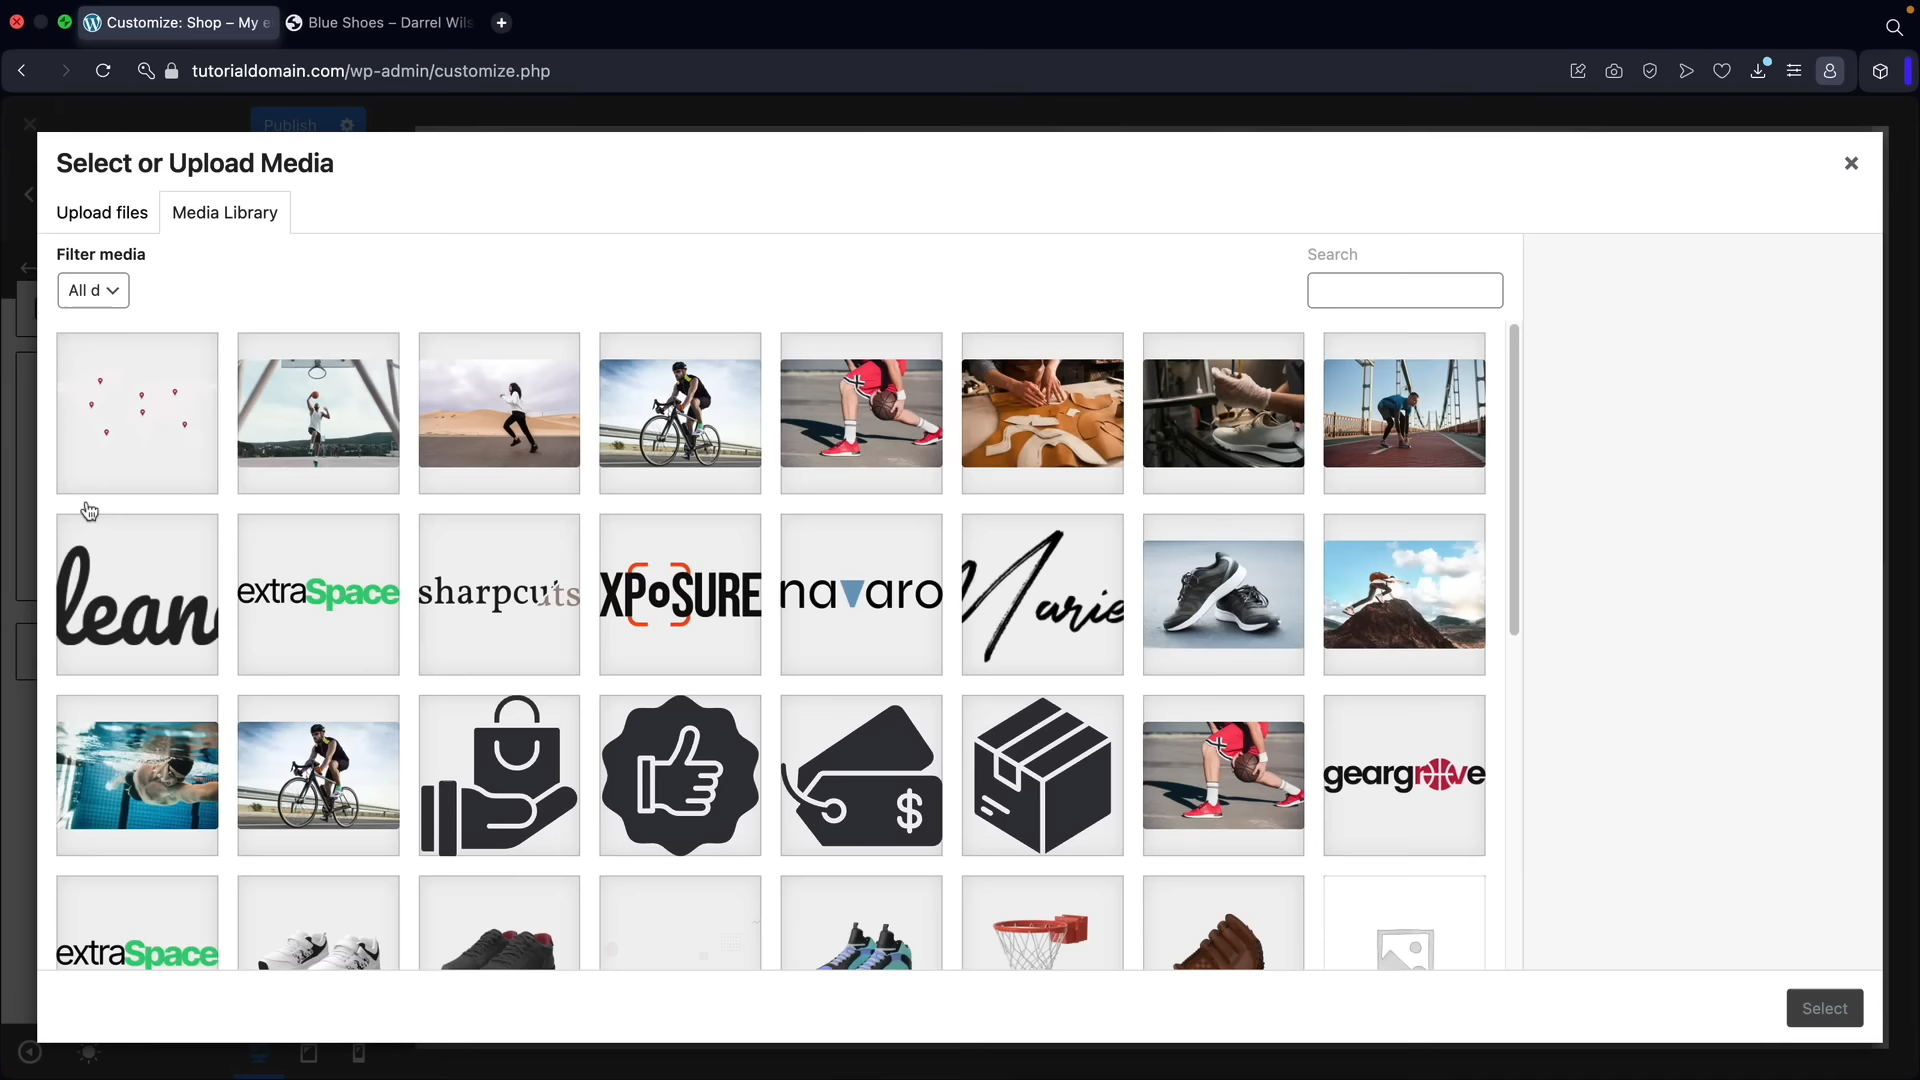 Customize: Shop – My e
Blue Shoes – Darrel Wils
tutorialdomain.com/wp-admin/customize.php
Publish
Select or Upload Media
Upload files
Media Library
Filter media
Search
All d
lean
extraSpace
sharpcuts
XPoSURE
navaro
Marie
$
geargrove
extraSpace
Select